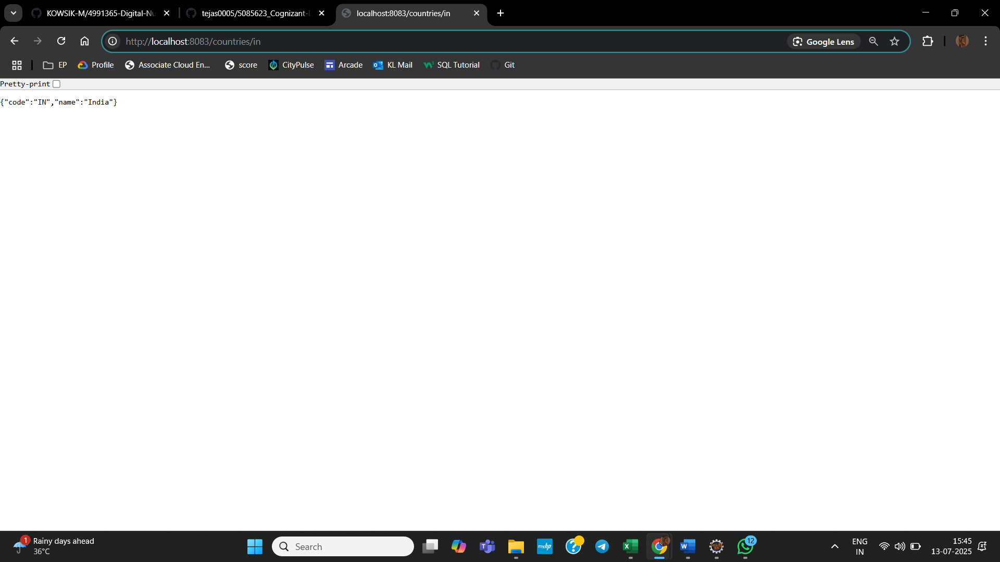 KOWSIK-M/4991365-Digital-Nu
tejas0005/5085623_Cognizant-
localhost:8083/countries/in
http://localhost:8083/countries/in
Google Lens
EP
Profile
Associate Cloud En...
score
CityPulse
Arcade
KL Mail
SQL Tutorial
Git
Pretty-print
{"code":"IN","name":"India"}
1
Rainy days ahead
36°C
Search
myhp
12
ENG
IN
15:45
13-07-2025